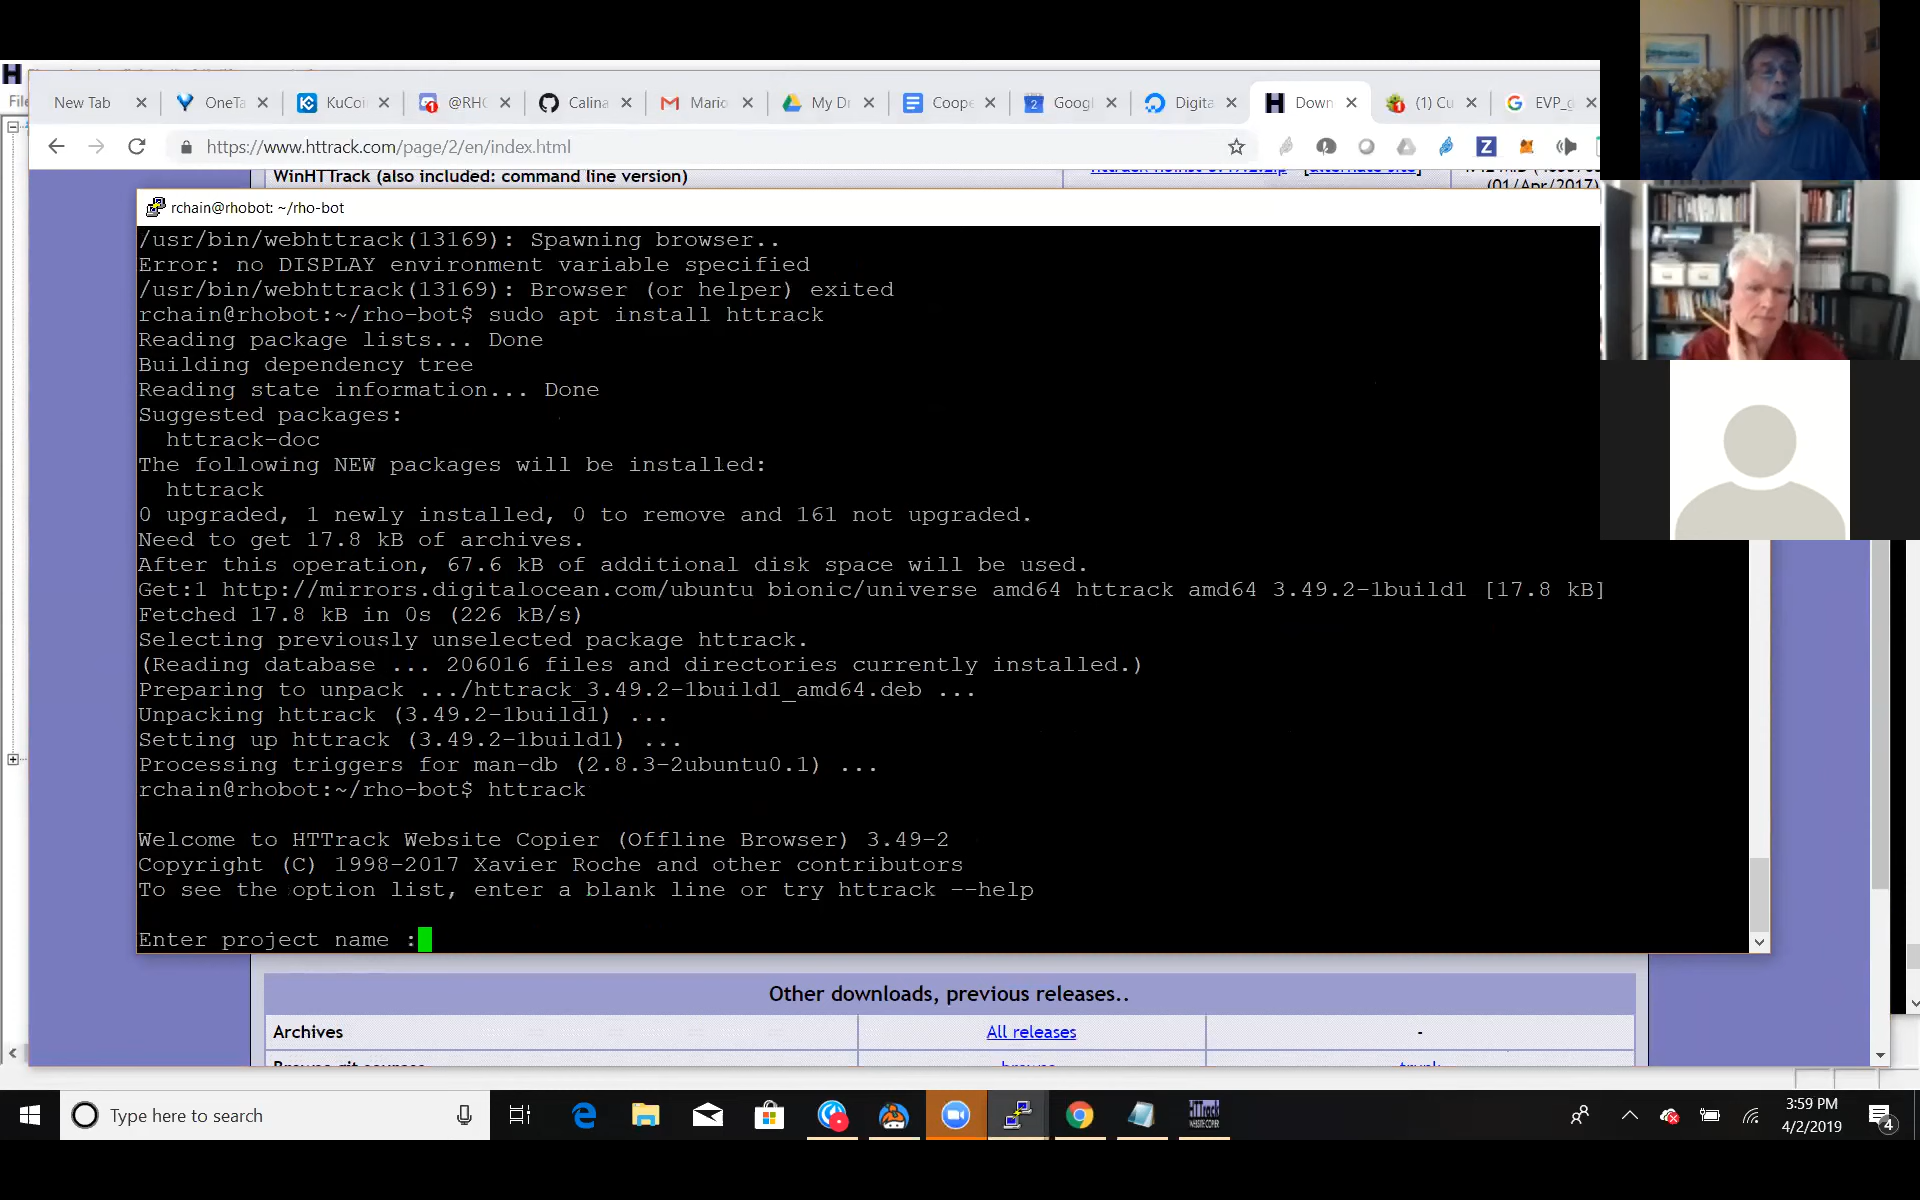 New Tab
OneTa
KuCoi
@RHC
Calina
Mario
My Dr
Coope
Googl
Digita
Down
(1) Cu
EVP_g
File
https://www.httrack.com/page/2/en/index.html
WinHTTrack (also included: command line version)
(01/Apr/2017)
rchain@rhobot: ~/rho-bot
/usr/bin/webhttrack(13169): Spawning browser..
Error: no DISPLAY environment variable specified
/usr/bin/webhttrack(13169): Browser (or helper) exited
rchain@rhobot:~/rho-bot$ sudo apt install httrack
Reading package lists... Done
Building dependency tree
Reading state information... Done
Suggested packages:
httrack-doc
The following NEW packages will be installed:
httrack
0 upgraded, 1 newly installed, 0 to remove and 161 not upgraded.
Need to get 17.8 kB of archives.
After this operation, 67.6 kB of additional disk space will be used.
Get:1 http://mirrors.digitalocean.com/ubuntu bionic/universe amd64 httrack amd64 3.49.2-1build1 [17.8 kB]
Fetched 17.8 kB in 0s (226 kB/s)
Selecting previously unselected package httrack.
(Reading database ... 206016 files and directories currently installed.)
Preparing to unpack .../httrack_3.49.2-1build1_amd64.deb ...
Unpacking httrack (3.49.2-1build1) ...
Setting up httrack (3.49.2-1build1) ...
Processing triggers for man-db (2.8.3-2ubuntu0.1) ...
rchain@rhobot:~/rho-bot$ httrack
Welcome to HTTrack Website Copier (Offline Browser) 3.49-2
Copyright (C) 1998-2017 Xavier Roche and other contributors
To see the option list, enter a blank line or try httrack --help
Enter project name :
Other downloads, previous releases..
Archives
All releases
-
Type here to search
3:59 PM
4/2/2019
4